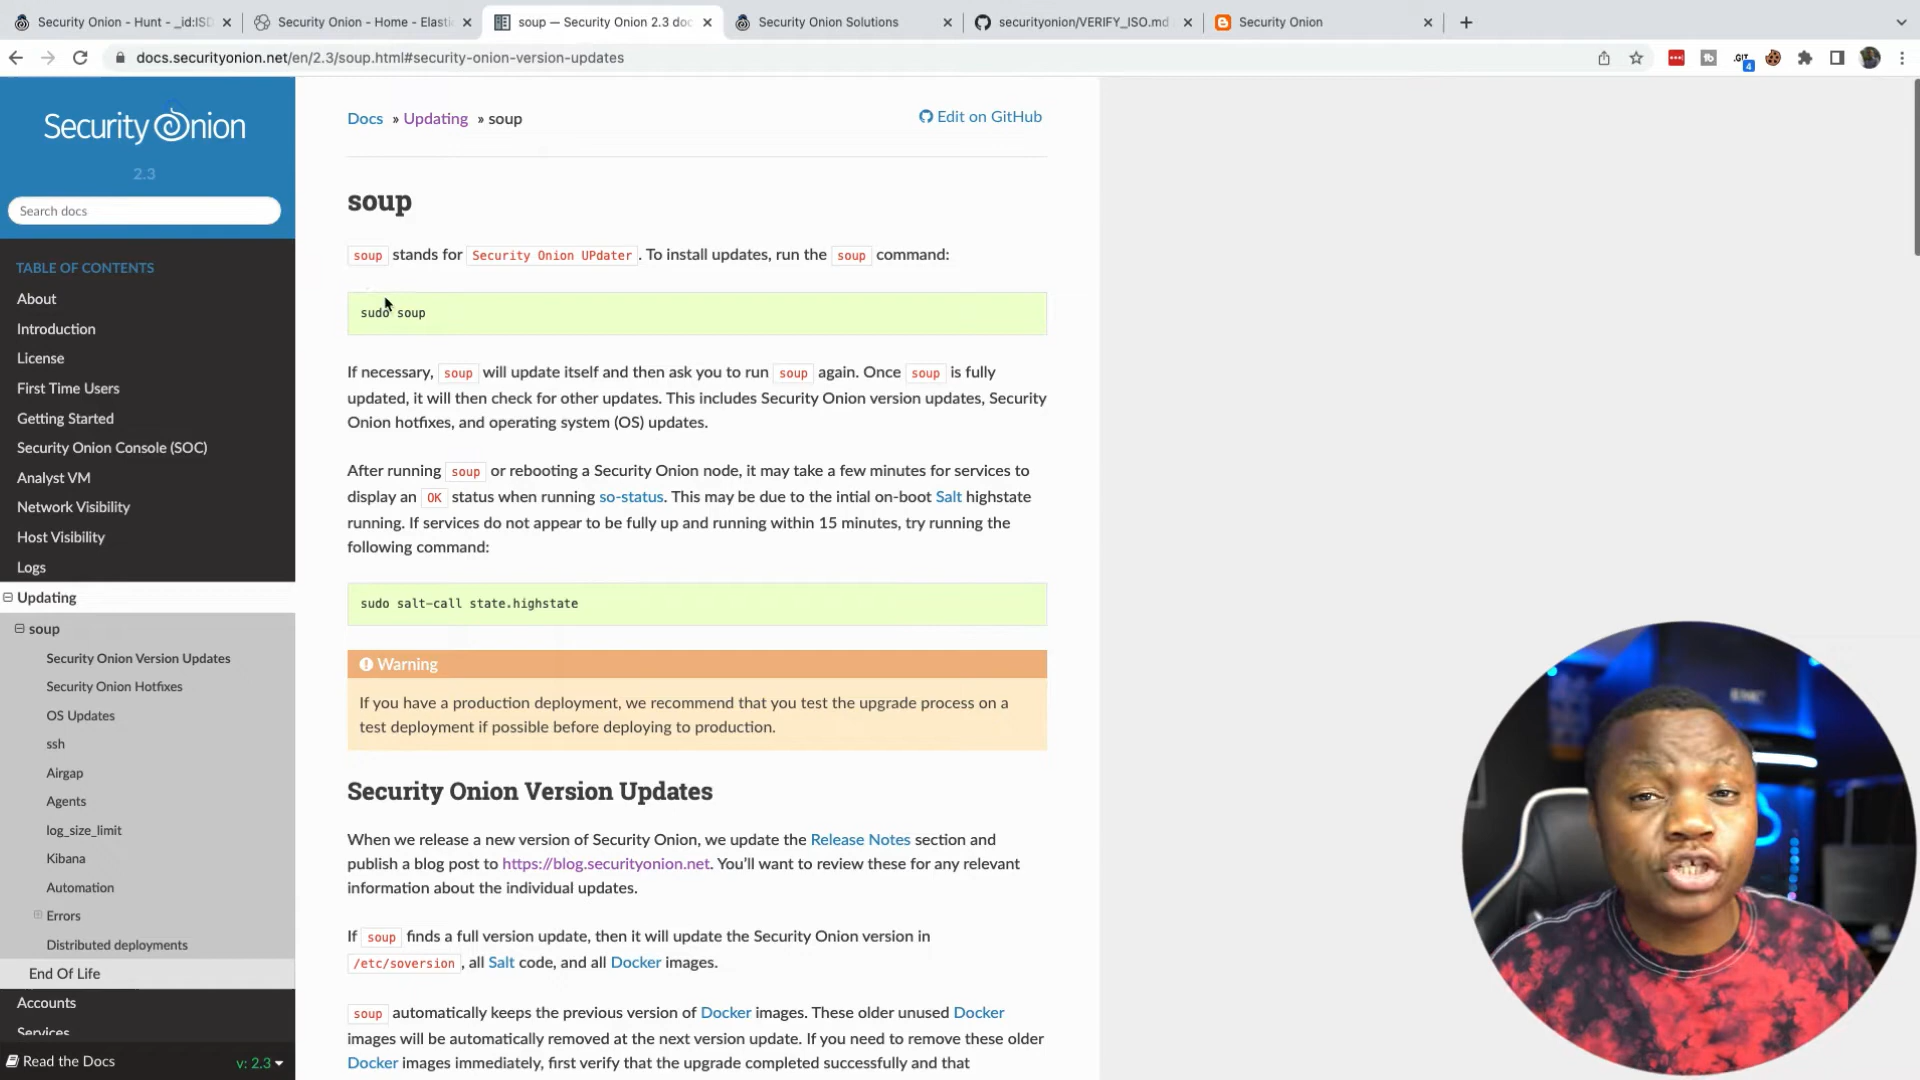 Security Onion - Hunt - _id:ISD
Security Onion - Home - Elastic
soup — Security Onion 2.3 doc
Security Onion Solutions
securityonion/VERIFY_ISO.md
Security Onion
docs.securityonion.net/en/2.3/soup.html#security-onion-version-updates
.GIT
4
Security Onion
2.3
Search docs
TABLE OF CONTENTS
About
Introduction
License
First Time Users
Getting Started
Security Onion Console (SOC)
Analyst VM
Network Visibility
Host Visibility
Logs
Updating
soup
Security Onion Version Updates
Security Onion Hotfixes
OS Updates
ssh
Airgap
Agents
log_size_limit
Kibana
Automation
Errors
Distributed deployments
End Of Life
Accounts
Services
Read the Docs
v: 2.3
Docs » Updating » soup
Edit on GitHub
soup
soup stands for Security Onion UPdater. To install updates, run the soup command:
sudo soup
If necessary, soup will update itself and then ask you to run soup again. Once soup is fully
updated, it will then check for other updates. This includes Security Onion version updates, Security
Onion hotfixes, and operating system (OS) updates.
After running soup or rebooting a Security Onion node, it may take a few minutes for services to
display an OK status when running so-status. This may be due to the intial on-boot Salt highstate
running. If services do not appear to be fully up and running within 15 minutes, try running the
following command:
sudo salt-call state.highstate
Warning
If you have a production deployment, we recommend that you test the upgrade process on a
test deployment if possible before deploying to production.
Security Onion Version Updates
When we release a new version of Security Onion, we update the Release Notes section and
publish a blog post to https://blog.securityonion.net. You'll want to review these for any relevant
information about the individual updates.
If soup finds a full version update, then it will update the Security Onion version in
/etc/soversion, all Salt code, and all Docker images.
soup automatically keeps the previous version of Docker images. These older unused Docker
images will be automatically removed at the next version update. If you need to remove these older
Docker images immediately, first verify that the upgrade completed successfully and that